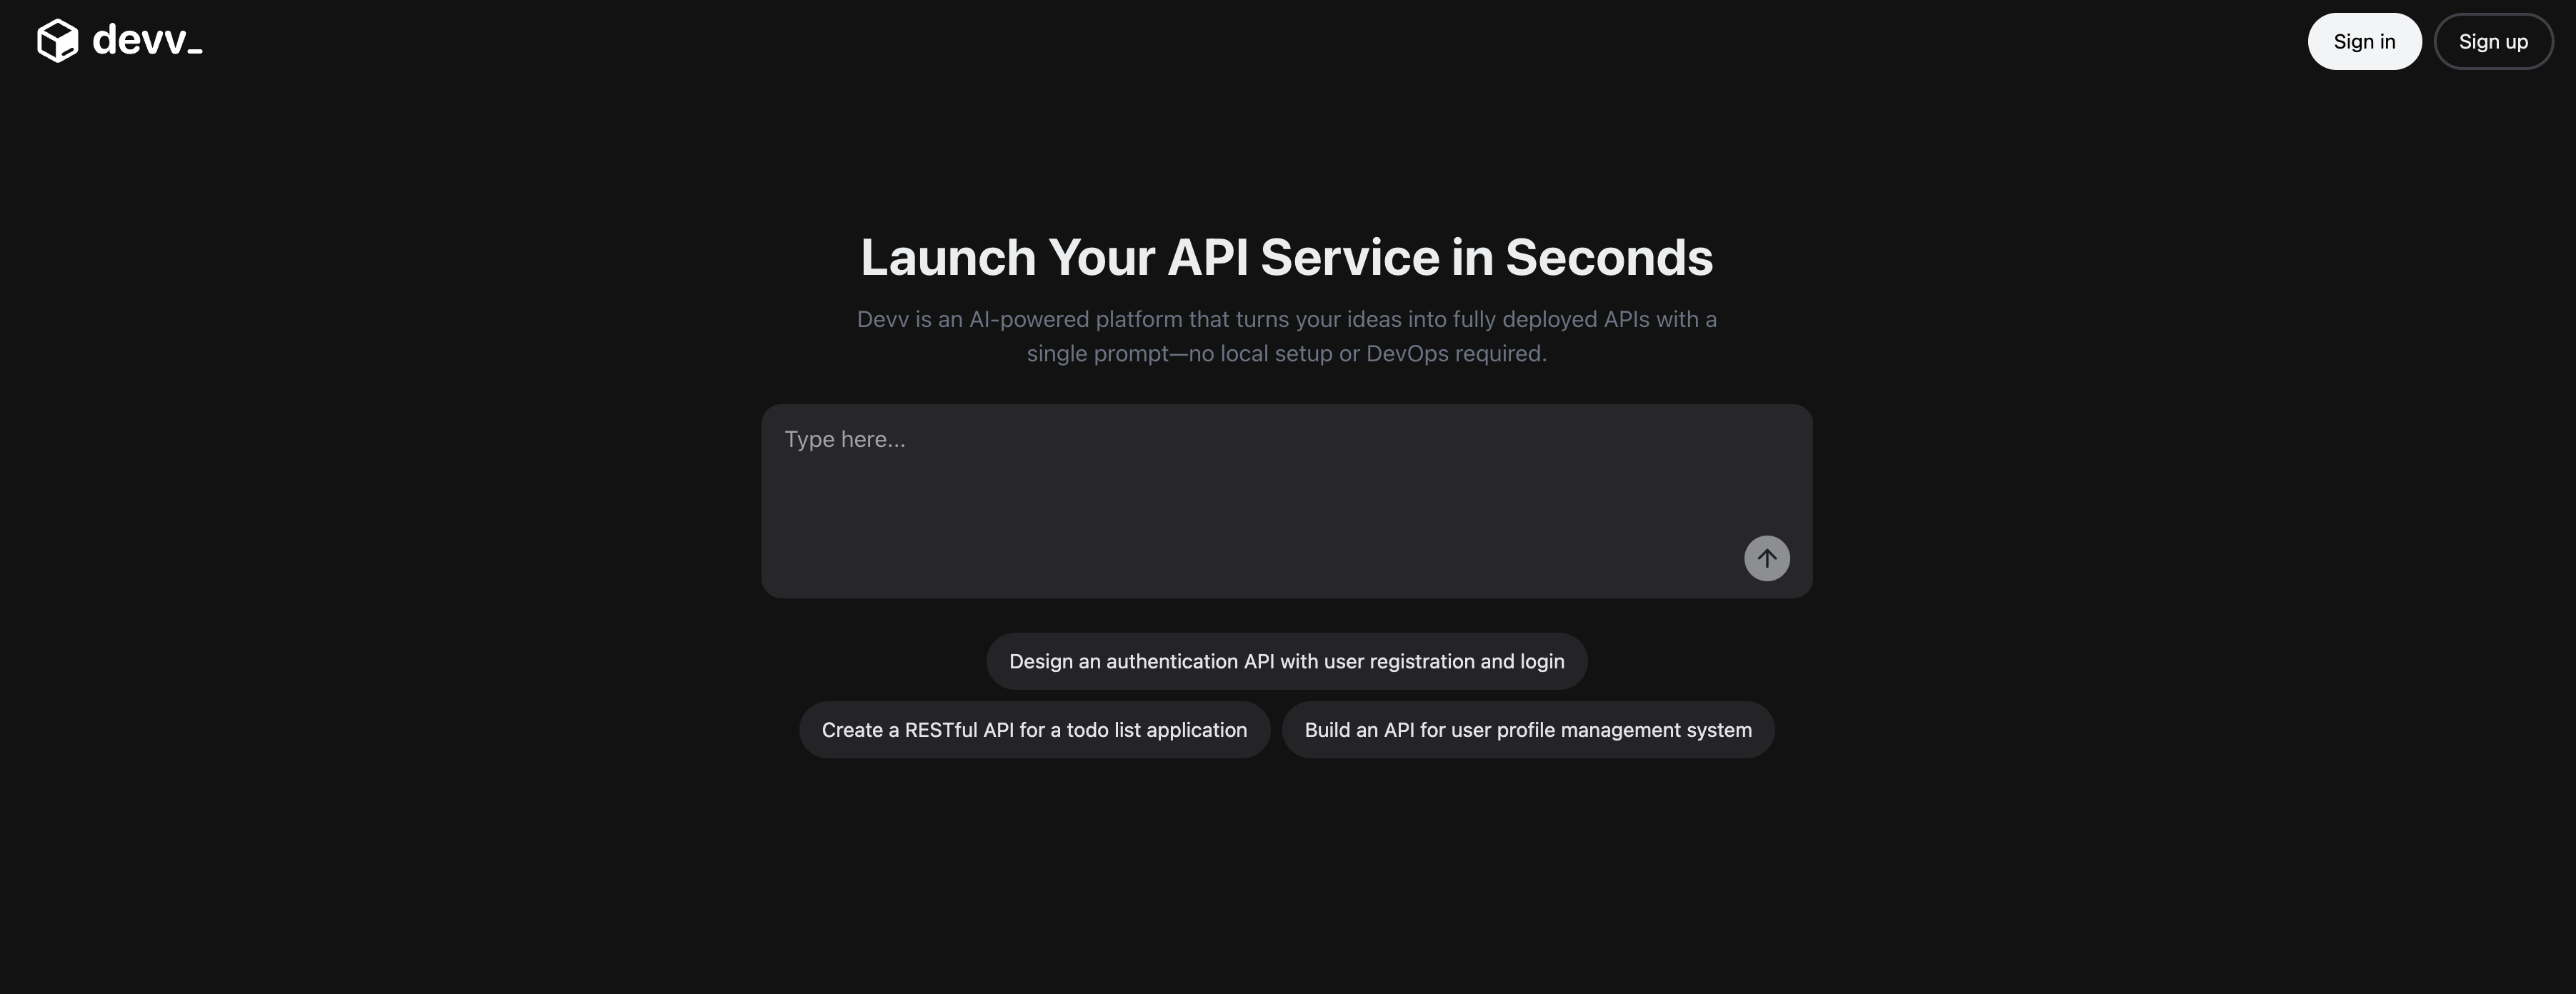 devv_
Sign in
Sign up
Launch Your API Service in Seconds
Devv is an AI-powered platform that turns your ideas into fully deployed APIs with a
single prompt—no local setup or DevOps required.
Type here...
Design an authentication API with user registration and login
Create a RESTful API for a todo list application
Build an API for user profile management system